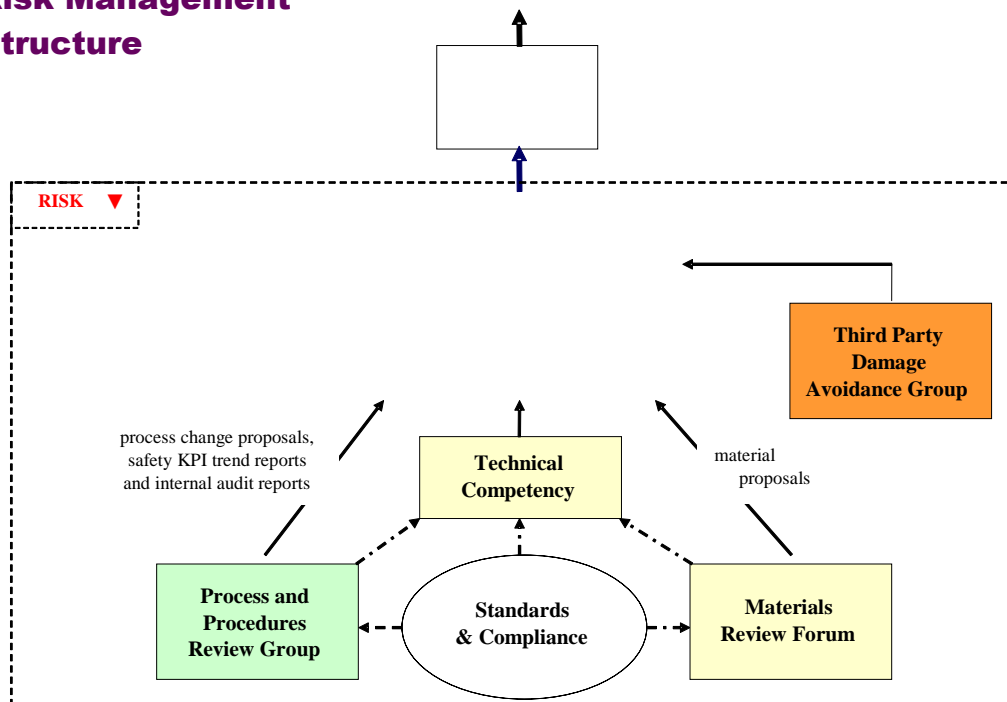 Risk Management
tructure
RISK ▼
Third Party
Damage
Avoidance Group
process change proposals,
safety KPI trend reports
and internal audit reports
Technical
Competency
material
proposals
Process and
Procedures
Review Group
Standards
& Compliance
Materials
Review Forum